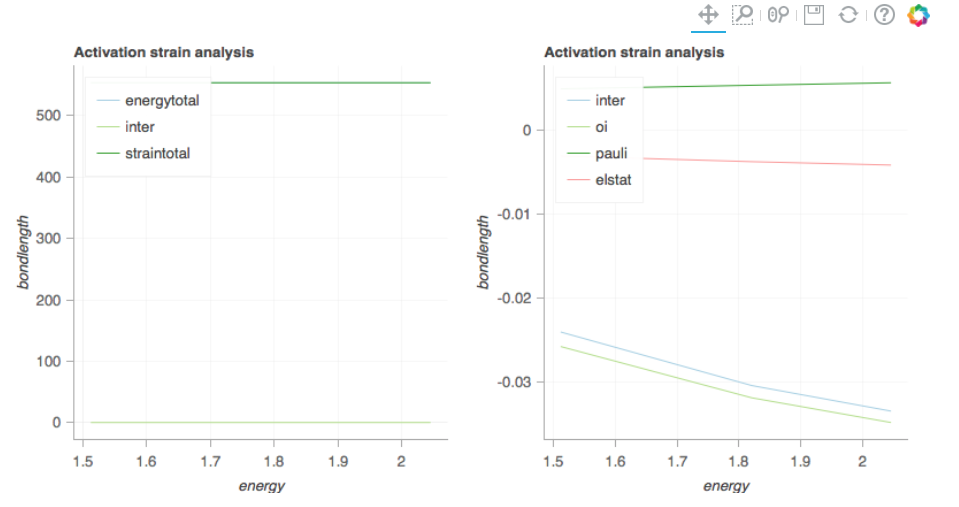 Activation strain analysis
energytotal
inter
straintotal
500
400
300
200
100
0
bondlength
1.5 1.6 1.7 1.8 1.9 2
energy
Activation strain analysis
inter
oi
pauli
elstat
0
-0.01
-0.02
-0.03
bondlength
1.5 1.6 1.7 1.8 1.9 2
energy